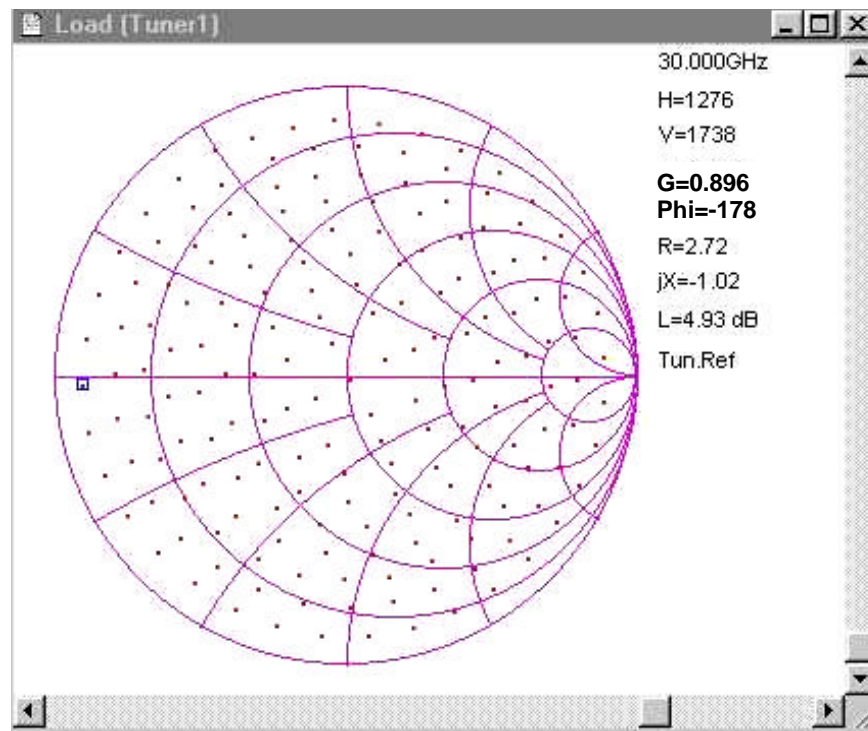 Load (Tuner1)
30.000GHz
H=1276
V=1738
G=0.896
Phi=-178
R=2.72
jX=-1.02
L=4.93 dB
Tun.Ref